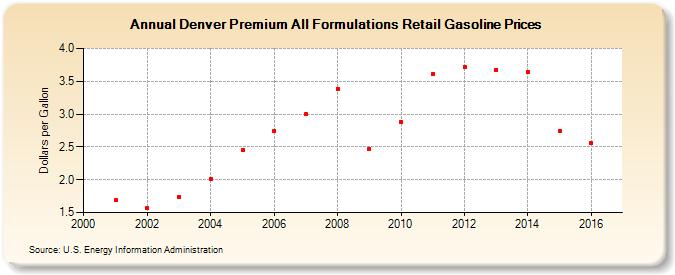 Annual Denver Premium All Formulations Retail Gasoline Prices
Dollars per Gallon
4.0
3.5
3.0
2.5
2.0
1.5
2000 2002 2004 2006 2008 2010 2012 2014 2016
Source: U.S. Energy Information Administration